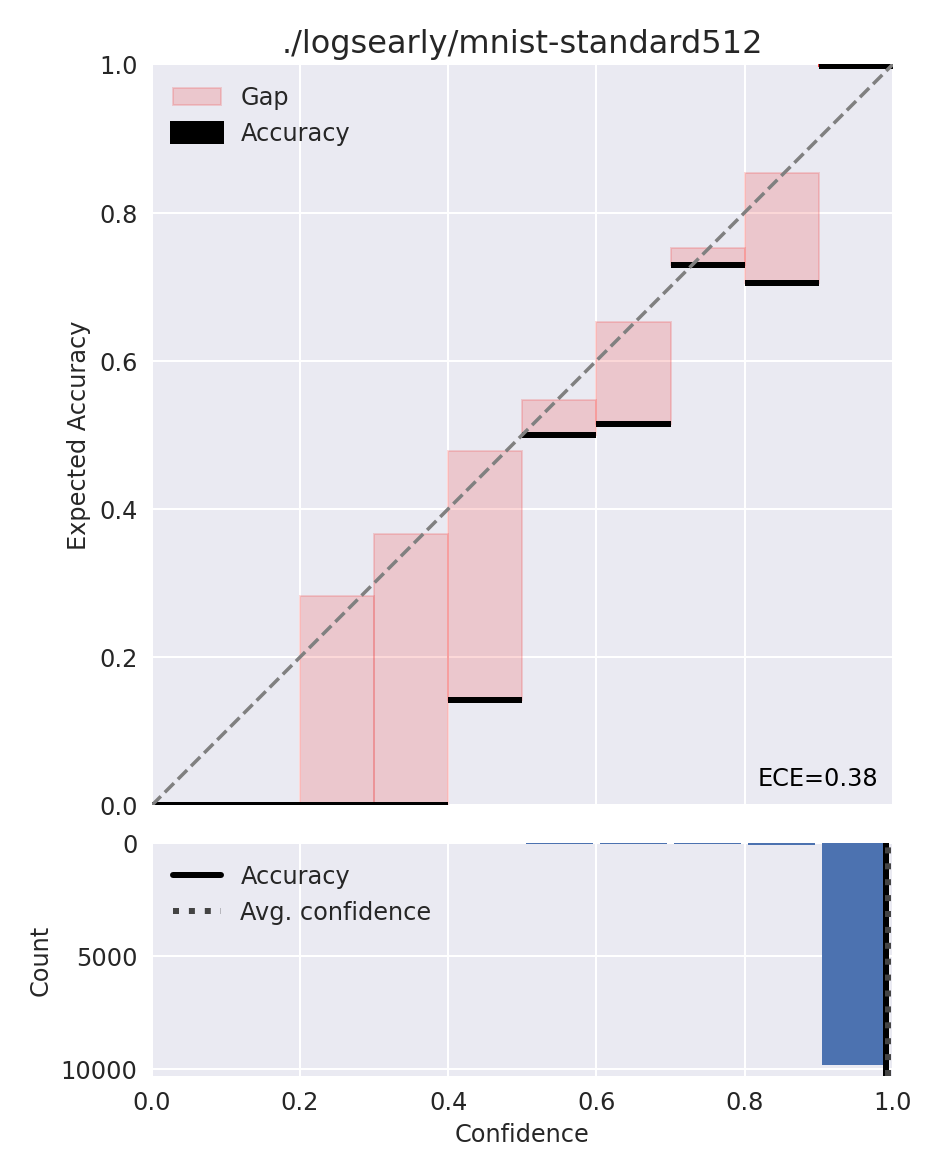 ./logsearly/mnist-standard512
1.0
0.8
0.6
0.4
0.2
0.0
Expected Accuracy
Gap
Accuracy
ECE=0.38
0
5000
10000
Count
Accuracy
Avg. confidence
0.0 0.2 0.4 0.6 0.8 1.0
Confidence